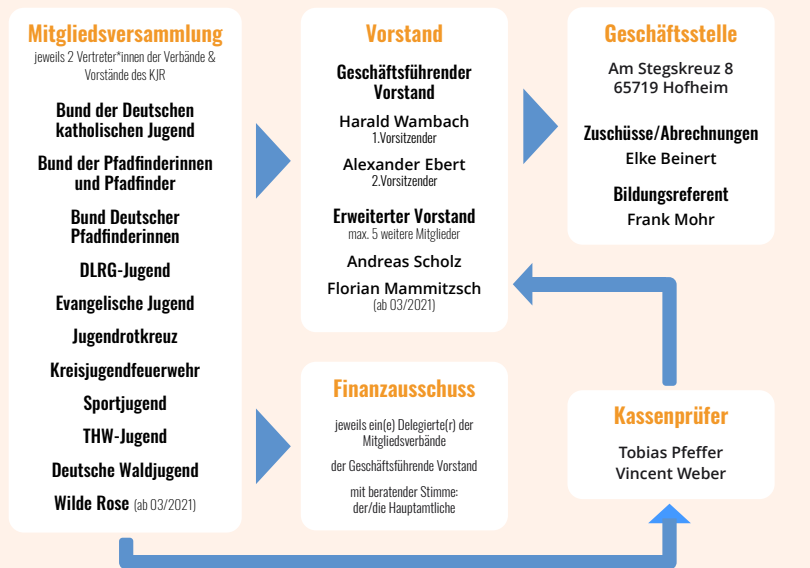 Mitgliedsversammlung
jeweils 2 Vertreter*innen der Verbände &
Vorstände des KJR
Bund der Deutschen
katholischen Jugend
Bund der Pfadfinderinnen
und Pfadfinder
Bund Deutscher
Pfadfinderinnen
DLRG-Jugend
Evangelische Jugend
Jugendrotkreuz
Kreisjugendfeuerwehr
Sportjugend
THW-Jugend
Deutsche Waldjugend
Wilde Rose (ab 03/2021)
Vorstand
Geschäftsführender
Vorstand
Harald Wambach
1.Vorsitzender
Alexander Ebert
2.Vorsitzender
Erweiterter Vorstand
max. 5 weitere Mitglieder
Andreas Scholz
Florian Mammitzsch
(ab 03/2021)
Finanzausschuss
jeweils ein(e) Delegierte(r) der
Mitgliedsverbände
der Geschäftsführende Vorstand
mit beratender Stimme:
der/die Hauptamtliche
Geschäftsstelle
Am Stegskreuz 8
65719 Hofheim
Zuschüsse/Abrechnungen
Elke Beinert
Bildungsreferent
Frank Mohr
Kassenprüfer
Tobias Pfeffer
Vincent Weber